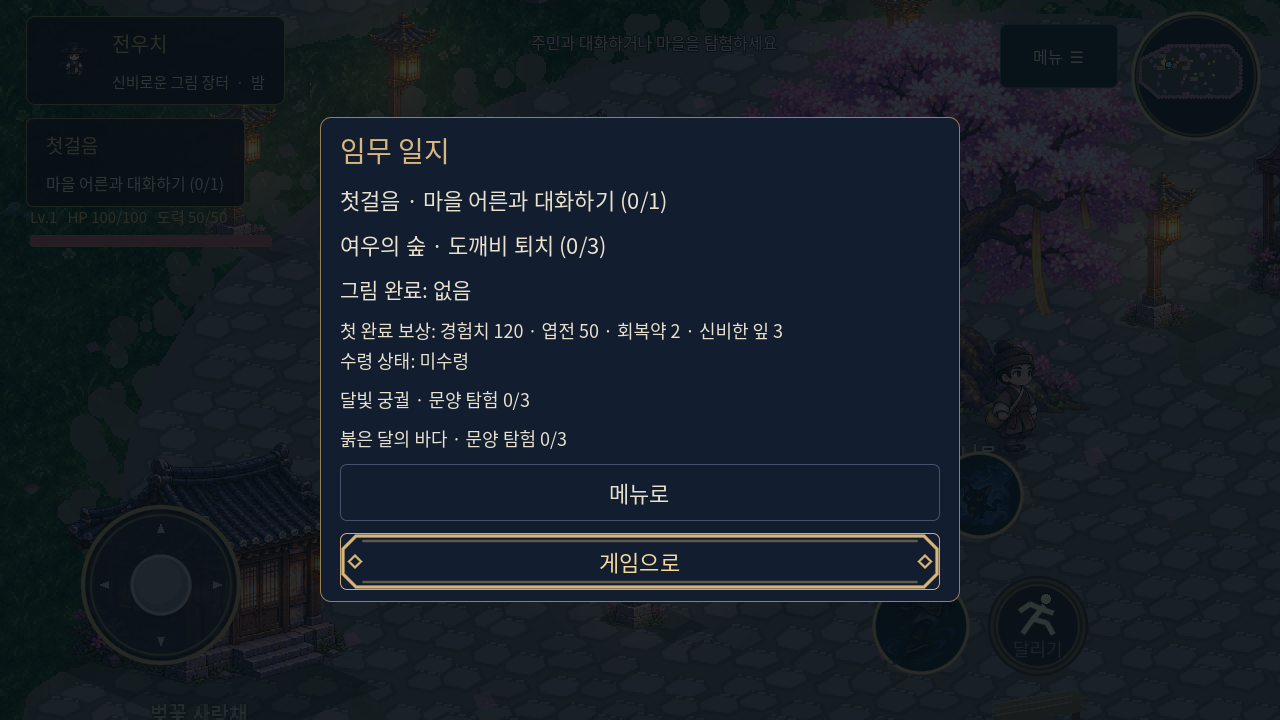 전우치
신비로운 그림 장터 · 밤
주민과 대화하거나 마을을 탐험하세요
메뉴 ☰
첫걸음
마을 어른과 대화하기 (0/1)
Lv.1 HP 100/100 도력 50/50
임무 일지
첫걸음 · 마을 어른과 대화하기 (0/1)
여우의 숲 · 도깨비 퇴치 (0/3)
그림 완료: 없음
첫 완료 보상: 경험치 120 · 엽전 50 · 회복약 2 · 신비한 잎 3
수령 상태: 미수령
달빛 궁궐 · 문양 탐험 0/3
붉은 달의 바다 · 문양 탐험 0/3
메뉴로
게임으로
달리기
벚꽃 사랑채